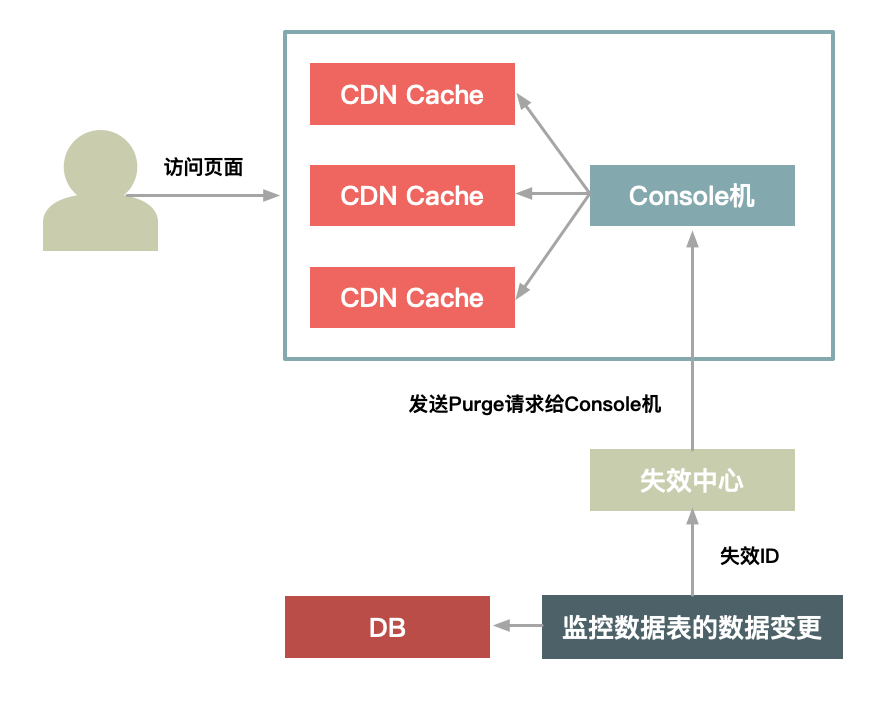 CDN Cache
访问页面
CDN Cache
Console机
CDN Cache
发送Purge请求给Console机
失效中心
失效ID
DB
监控数据表的数据变更